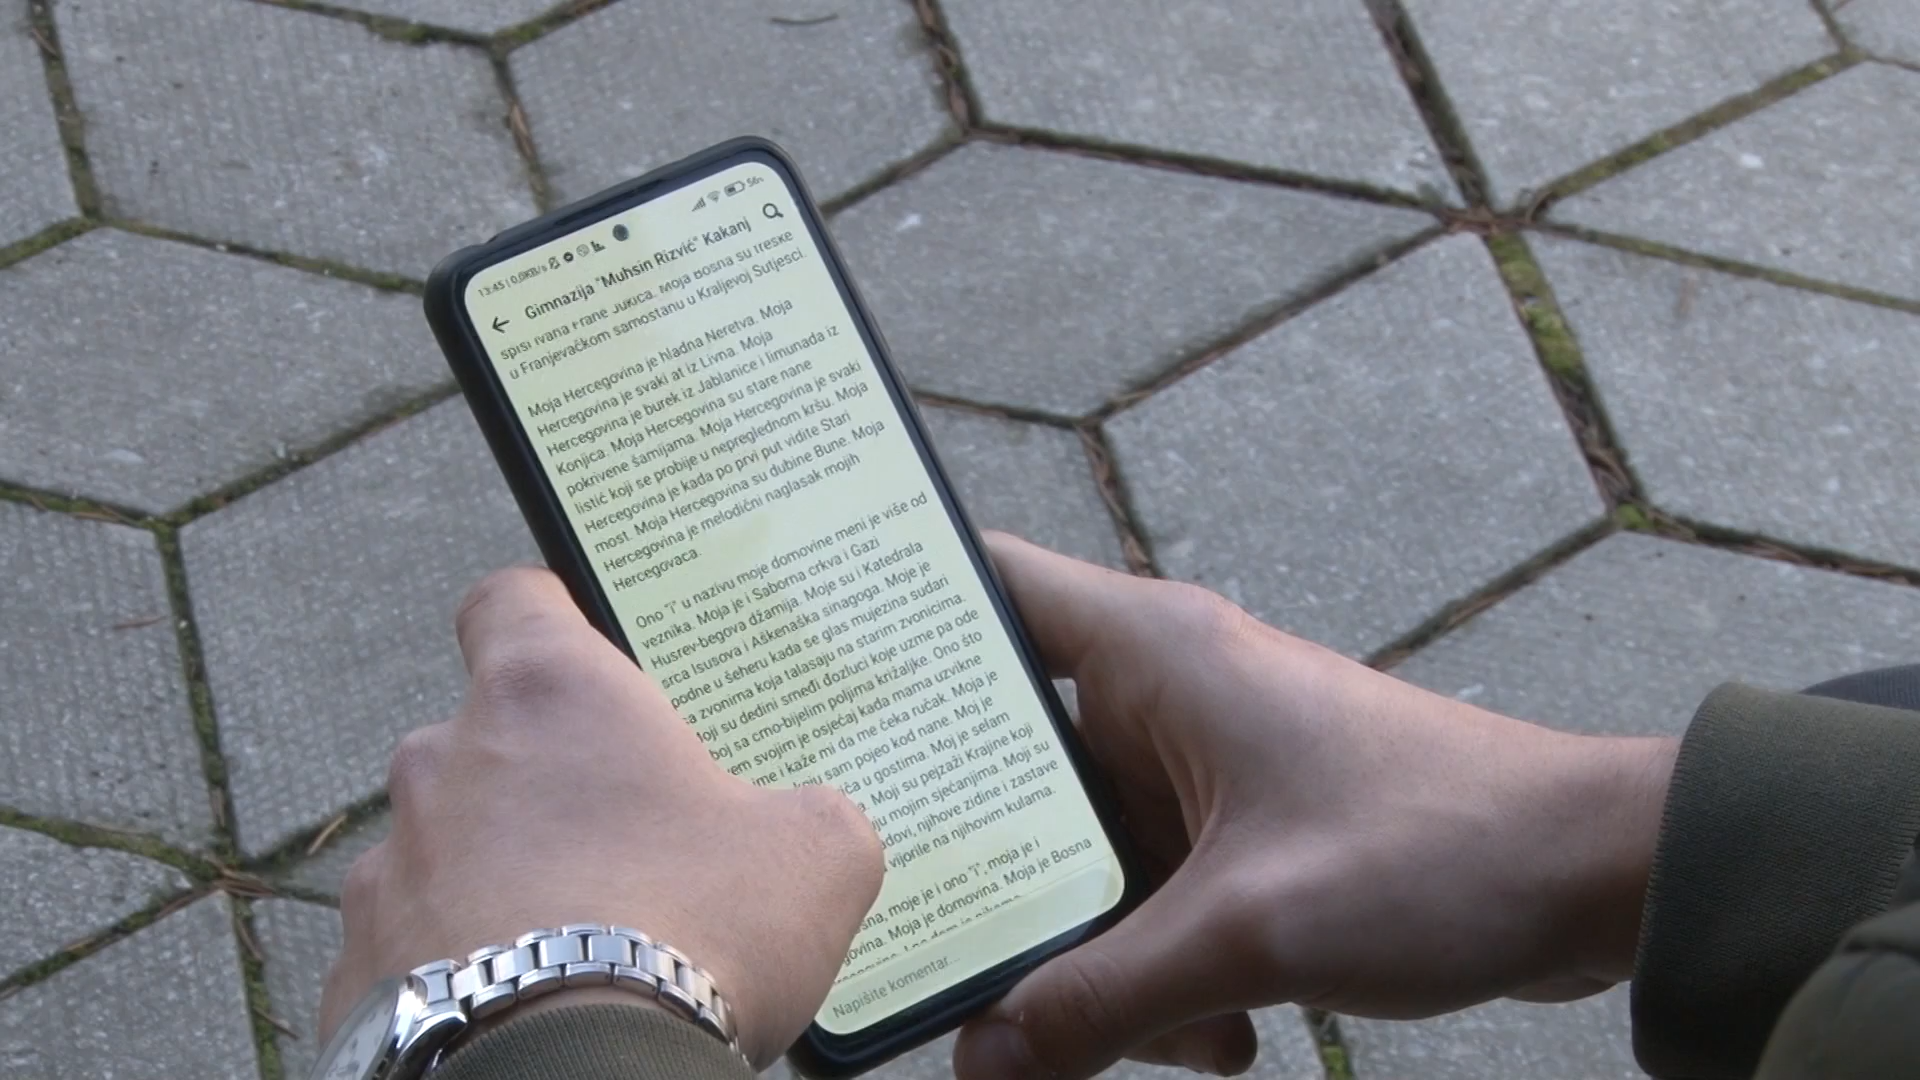 13:45 | 0,0KB/s
Gimnazija "Muhsin Rizvić" Kakanj
spisi Ivana Frane Jukića. Moja Bosna su freske
u Franjevačkom samostanu u Kraljevoj Sutjesci.
Moja Hercegovina je hladna Neretva. Moja
Hercegovina je svaki at iz Livna. Moja
Hercegovina je burek iz Jablanice i limunada iz
Konjica. Moja Hercegovina su stare nane
pokrivene šamijama. Moja Hercegovina je svaki
listić koji se probije u nepreglednom kršu. Moja
Hercegovina je kada po prvi put vidite Stari
most. Moja Hercegovina su dubine Bune. Moja
Hercegovina je melodični naglasak mojih
Hercegovaca.
Ono "i" u nazivu moje domovine meni je više od
veznika. Moja je i Saborna crkva i Gazi
Husrev-begova džamija. Moje su i Katedrala
srca Isusova i Aškenaška sinagoga. Moje je
podne u šeheru kada se glas mujezina sudari
sa zvonima koja talasaju na starim zvonicima.
Moji su dedini smeđi đozluci koje uzme pa ode
boj sa crno-bijelim poljima križaljke. Ono što
svojim je osjećaj kada mama uzvikne
ime i kaže mi da me čeka ručak. Moja je
koju sam pojeo kod nane. Moj je
u gostima. Moj je selam
Moji su pejzaži Krajine koji
mojim sjećanjima. Moji su
njihove zidine i zastave
vijorile na njihovim kulama.
moje je i ono "i", moja je i
Moja je domovina. Moja je Bosna
Napišite komentar...